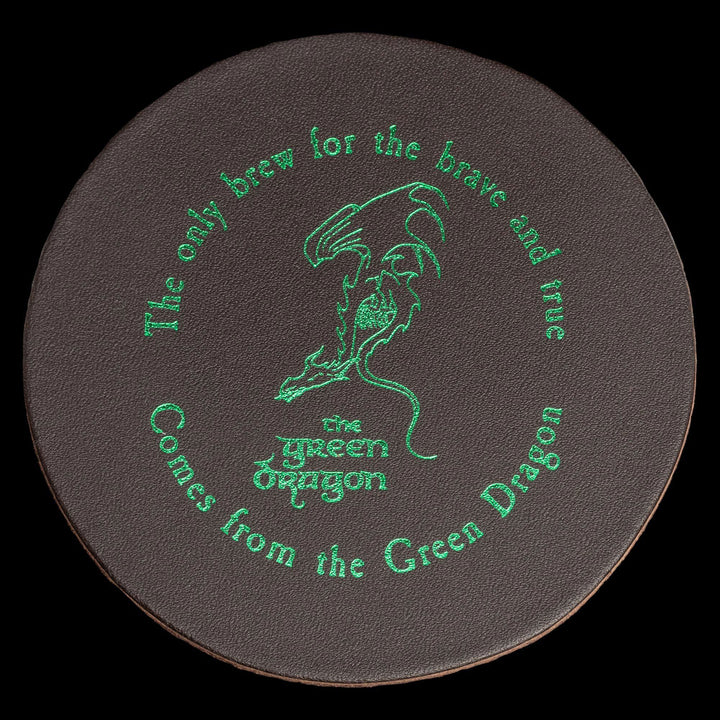 The only brew for the brave and true
the
green
dragon
Comes from the Green Dragon